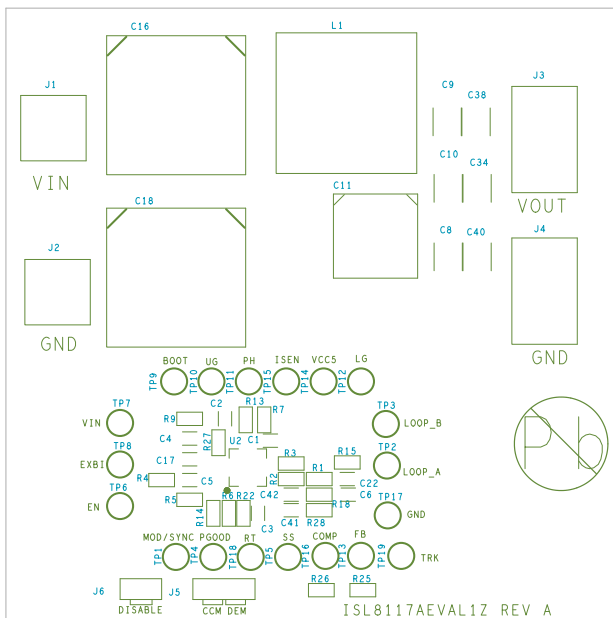 C16
L1
J1
C9
C38
J3
VIN
C10
C34
C18
C11
VOUT
J2
C8
C40
J4
GND
GND
BOOT
UG
PH
ISEN
VCC5
LG
TP9
TP10
TP11
TP15
TP14
TP12
TP7
C2
R13
R7
TP3
VIN
R9
LOOP_B
TP8
C4
R27
U2
C1
TP2
EXBI
C17
R3
R15
LOOP_A
TP6
R4
C5
R2
R1
C22
EN
R5
R6
R22
C42
C6
TP17
R14
R18
GND
C3
C41
R28
MOD/SYNC
PGOOD
RT
SS
COMP
FB
TP1
TP4
TP18
TP5
TP16
TP13
TP19
TRK
J6
J5
R26
R25
DISABLE
CCM
DEM
ISL8117AEVAL1Z REV A
Pb